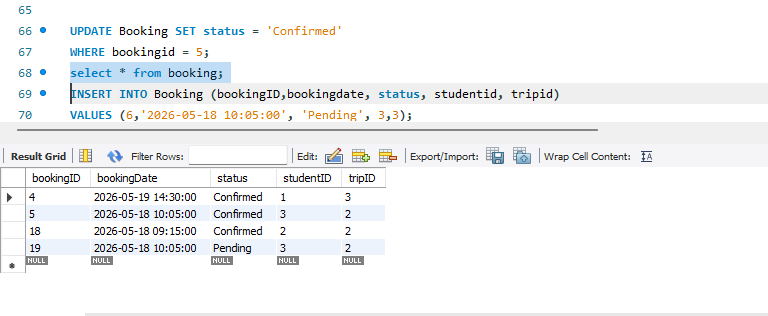 65
66 UPDATE Booking SET status = 'Confirmed'
67 WHERE bookingid = 5;
68 select * from booking;
69 INSERT INTO Booking (bookingID,bookingdate, status, studentid, tripid)
70 VALUES (6,'2026-05-18 10:05:00', 'Pending', 3,3);
Result Grid Filter Rows: Edit: Export/Import: Wrap Cell Content: IA
bookingID bookingDate status studentID tripID
4 2026-05-19 14:30:00 Confirmed 1 3
5 2026-05-18 10:05:00 Confirmed 3 2
18 2026-05-18 09:15:00 Confirmed 2 2
19 2026-05-18 10:05:00 Pending 3 2
NULL NULL NULL NULL NULL